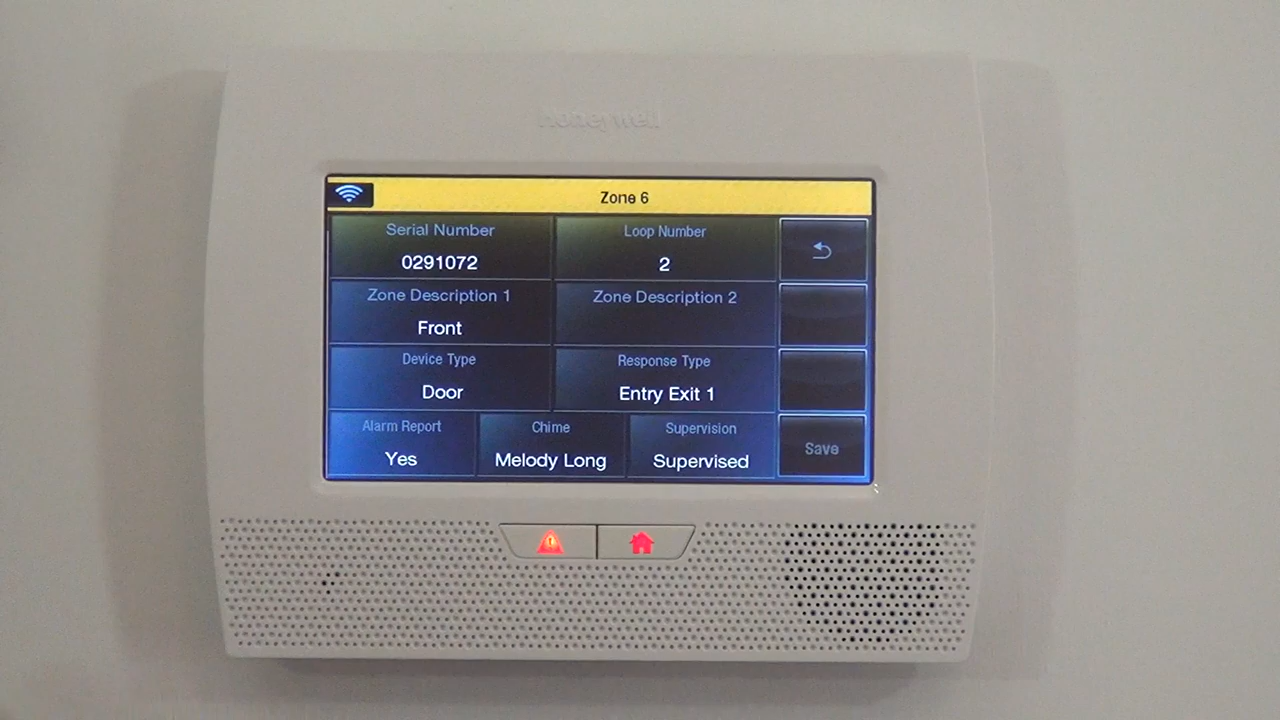 Honeywell
Zone 6
Serial Number
0291072
Loop Number
2
Zone Description 1
Front
Zone Description 2
Device Type
Door
Response Type
Entry Exit 1
Alarm Report
Yes
Chime
Melody Long
Supervision
Supervised
Save